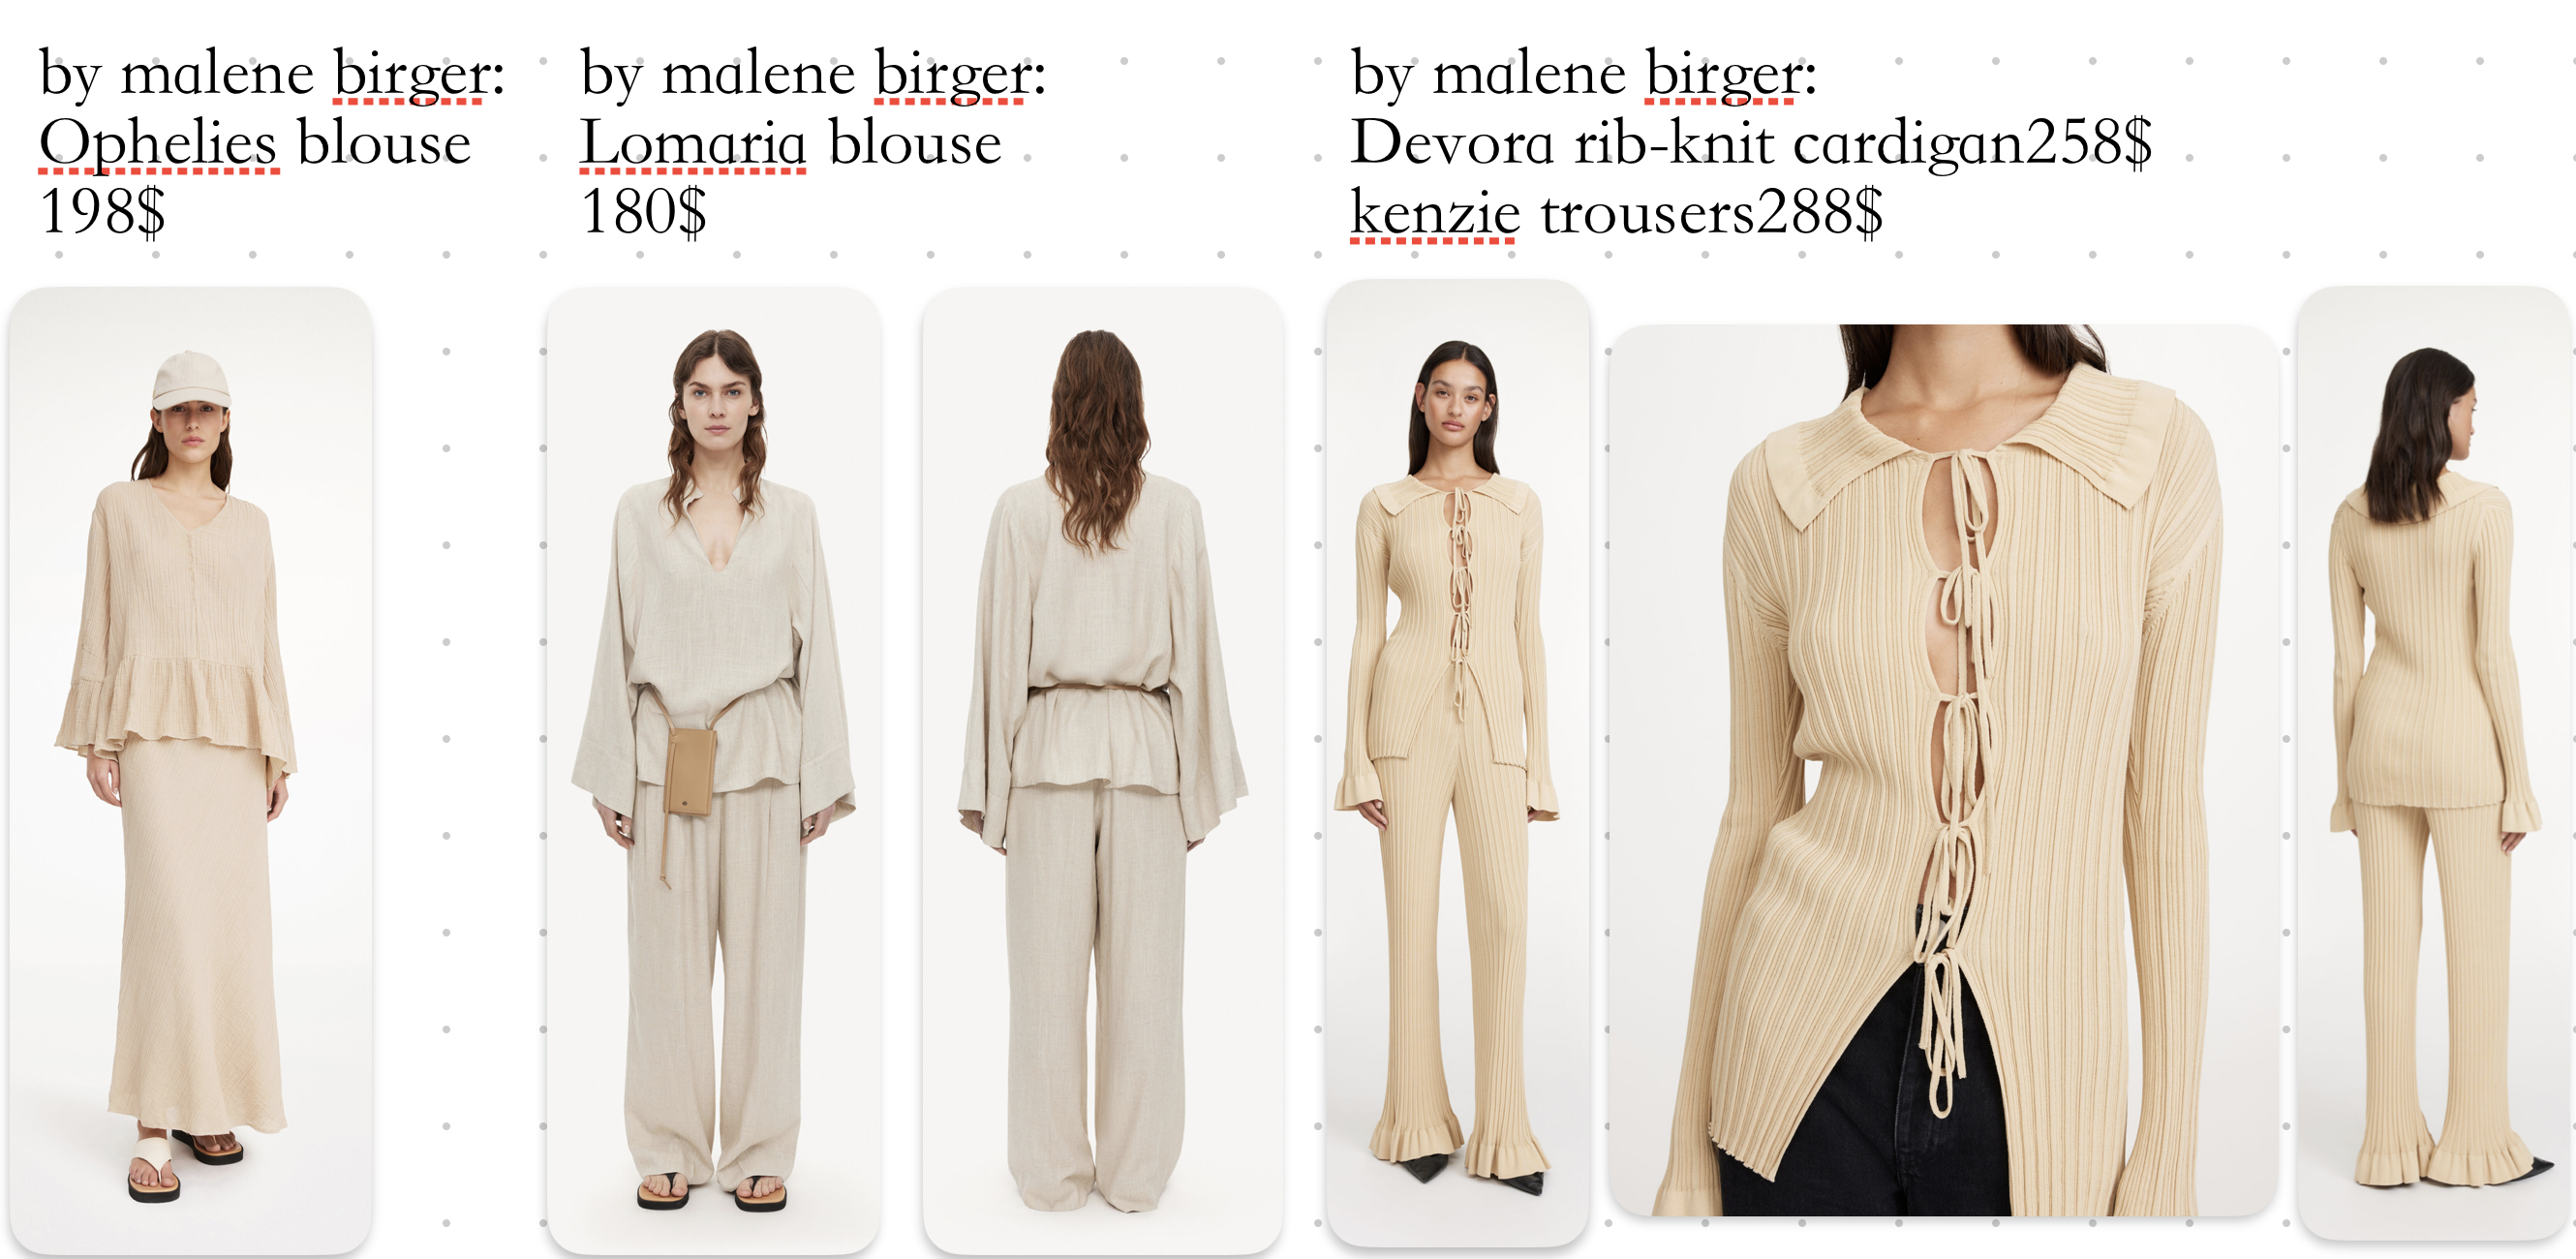 by malene birger:
Ophelies blouse
198$
by malene birger:
Lomaria blouse
180$
by malene birger:
Devora rib-knit cardigan258$
kenzie trousers288$